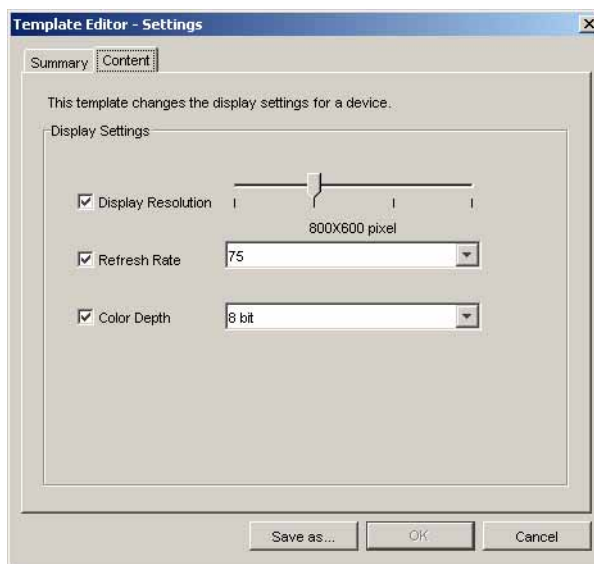 Template Editor - Settings
Summary
Content
This template changes the display settings for a device.
Display Settings
Display Resolution
800X600 pixel
Refresh Rate
75
Color Depth
8 bit
Save as...
OK
Cancel